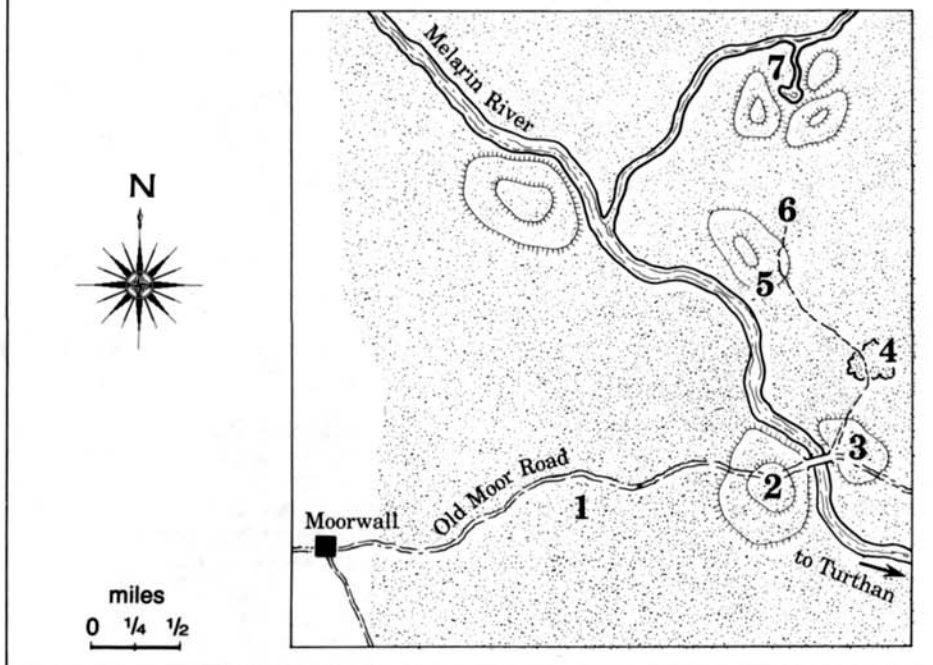 Melarin River
7
N
6
5
4
Old Moor Road
3
2
1
Moorwall
to Turthan
miles
0 1/4 1/2